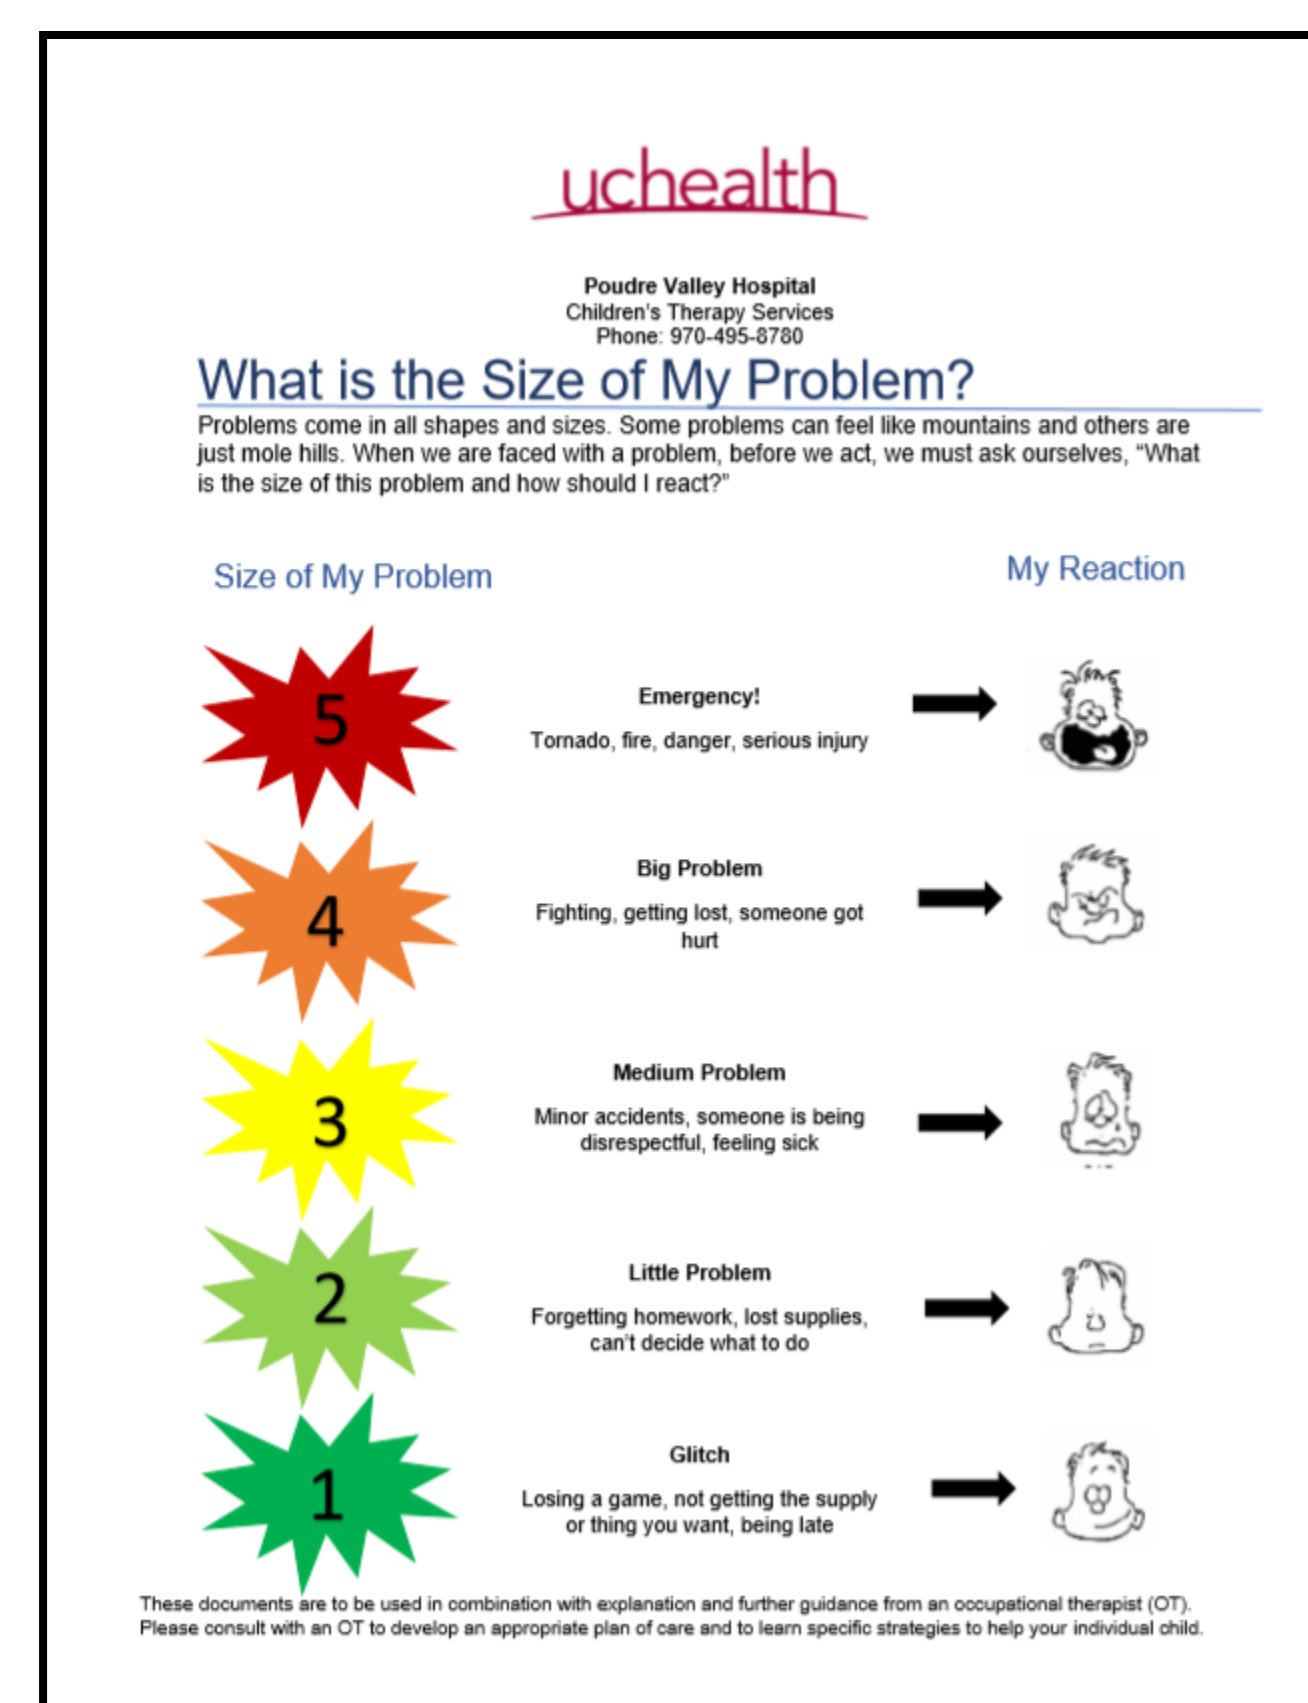 uchealth
Poudre Valley Hospital
Children's Therapy Services
Phone: 970-495-8780
What is the Size of My Problem?
Problems come in all shapes and sizes. Some problems can feel like mountains and others are
just mole hills. When we are faced with a problem, before we act, we must ask ourselves, “What
is the size of this problem and how should I react?”
Size of My Problem
My Reaction
5
Emergency!
Tornado, fire, danger, serious injury
4
Big Problem
Fighting, getting lost, someone got
hurt
3
Medium Problem
Minor accidents, someone is being
disrespectful, feeling sick
2
Little Problem
Forgetting homework, lost supplies,
can't decide what to do
1
Glitch
Losing a game, not getting the supply
or thing you want, being late
These documents are to be used in combination with explanation and further guidance from an occupational therapist (OT).
Please consult with an OT to develop an appropriate plan of care and to learn specific strategies to help your individual child.